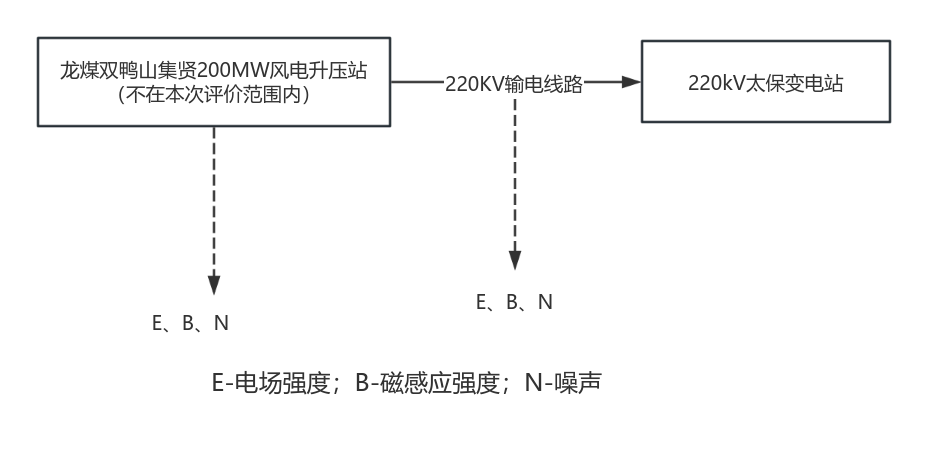 龙煤双鸭山集贤200MW风电升压站
（不在本次评价范围内）
220KV输电线路
220kV太保变电站
E、B、N
E、B、N
E-电场强度；B-磁感应强度；N-噪声